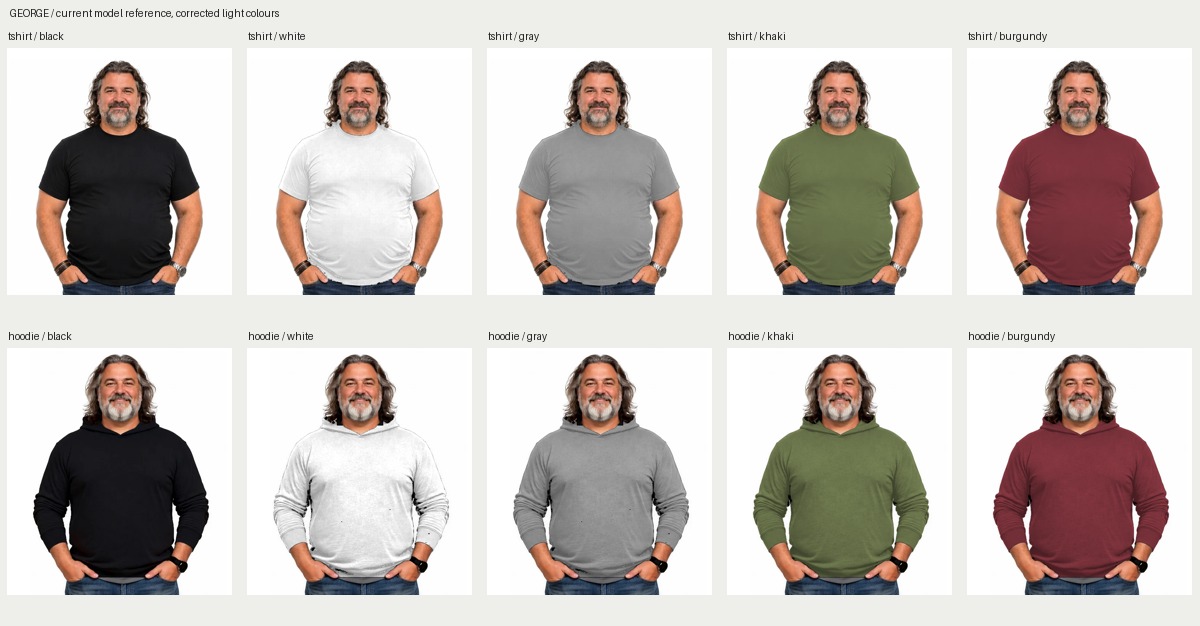 GEORGE / current model reference, corrected light colours
tshirt / black
tshirt / white
tshirt / gray
tshirt / khaki
tshirt / burgundy
hoodie / black
hoodie / white
hoodie / gray
hoodie / khaki
hoodie / burgundy